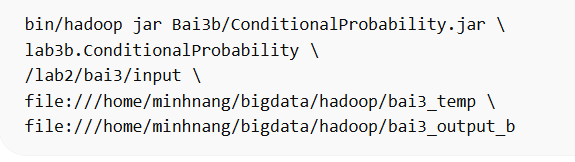 bin/hadoop jar Bai3b/ConditionalProbability.jar \
lab3b.ConditionalProbability \
/lab2/bai3/input \
file:///home/minhnang/bigdata/hadoop/bai3_temp \
file:///home/minhnang/bigdata/hadoop/bai3_output_b